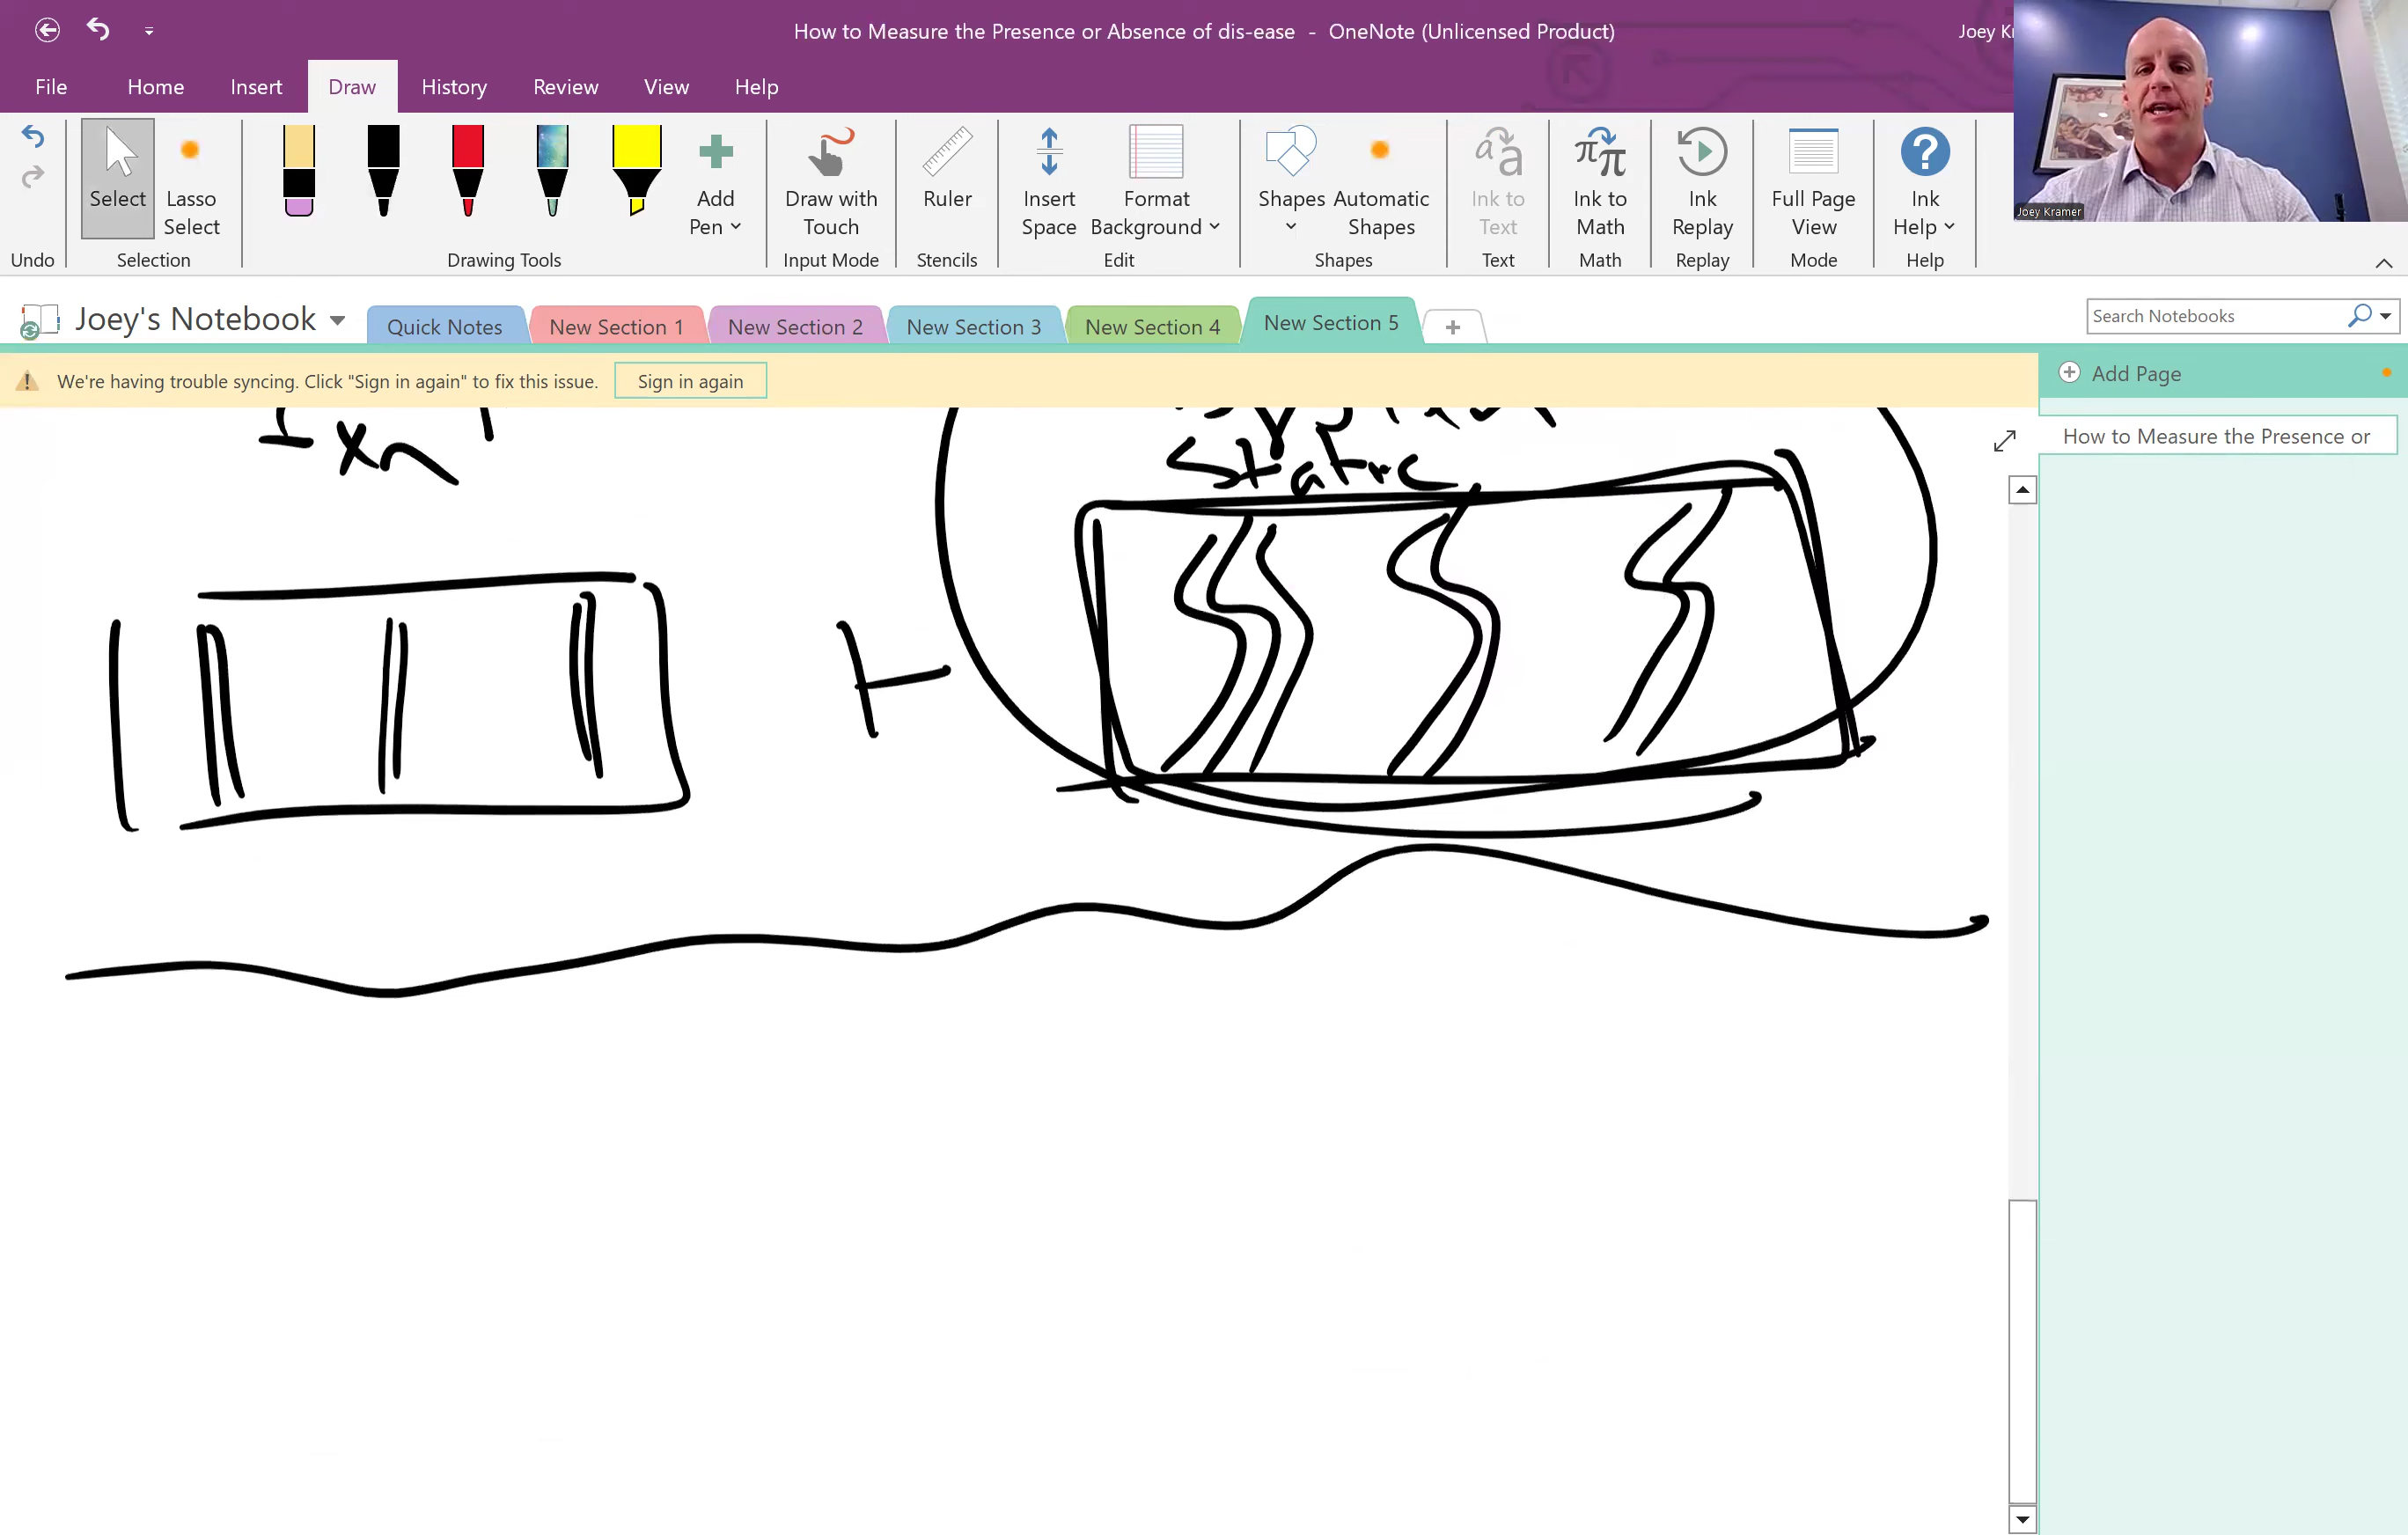 How to Measure the Presence or Absence of dis-ease - OneNote (Unlicensed Product)
File Home Insert Draw History Review View Help
Joey Kramer
Select
Lasso Select
Add Pen
Draw with Touch
Ruler
Insert Space
Format Background
Shapes
Automatic Shapes
Ink to Text
Ink to Math
Ink Replay
Full Page View
Ink Help
Undo Selection Drawing Tools Input Mode Stencils Edit Shapes Text Math Replay Mode Help
Joey's Notebook
Quick Notes New Section 1 New Section 2 New Section 3 New Section 4 New Section 5
Search Notebooks
We're having trouble syncing. Click "Sign in again" to fix this issue. Sign in again
Add Page
How to Measure the Presence or